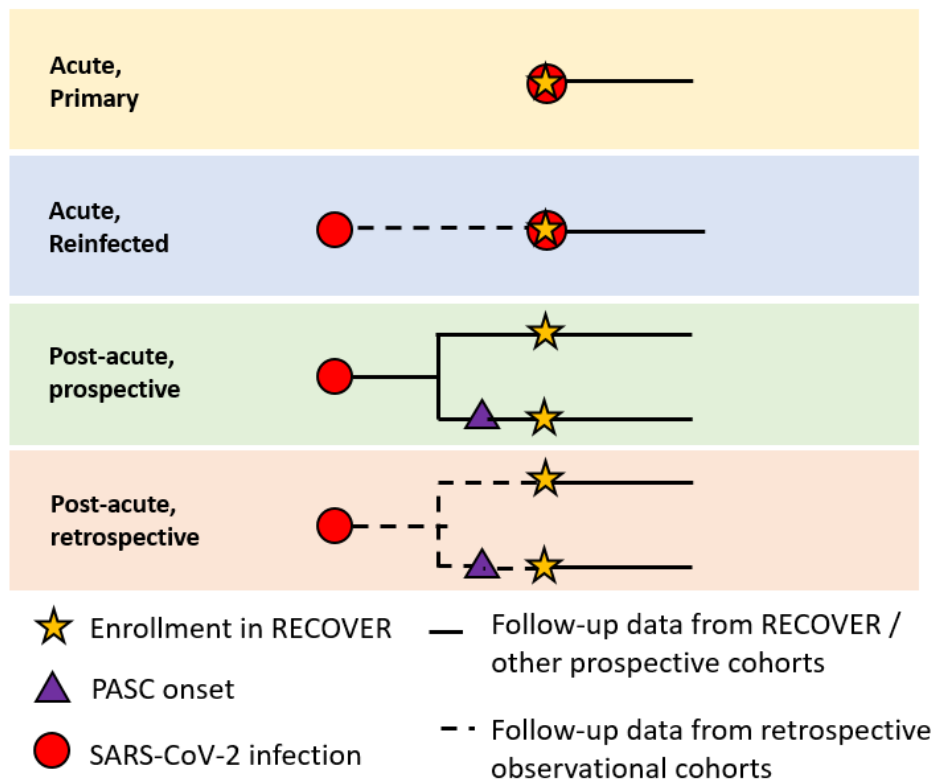 Acute,
Primary
Acute,
Reinfected
Post-acute,
prospective
Post-acute,
retrospective
Enrollment in RECOVER
PASC onset
SARS-CoV-2 infection
Follow-up data from RECOVER /
other prospective cohorts
Follow-up data from retrospective
observational cohorts